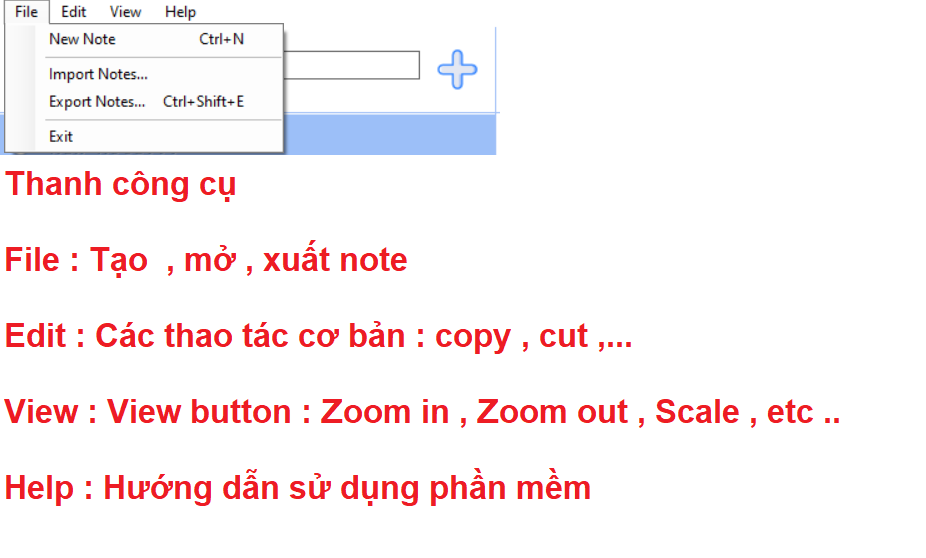 File Edit View Help
New Note Ctrl+N
Import Notes...
Export Notes... Ctrl+Shift+E
Exit
Thanh công cụ
File : Tạo , mở , xuất note
Edit : Các thao tác cơ bản : copy , cut ,...
View : View button : Zoom in , Zoom out , Scale , etc ..
Help : Hướng dẫn sử dụng phần mềm